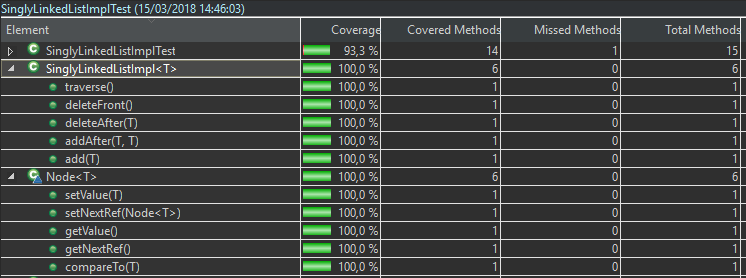 SinglyLinkedListImplTest (15/03/2018 14:46:03)
Element Coverage Covered Methods Missed Methods Total Methods
SinglyLinkedListImplTest 93,3 % 14 1 15
SinglyLinkedListImpl<T> 100,0 % 6 0 6
traverse() 100,0 % 1 0 1
deleteFront() 100,0 % 1 0 1
deleteAfter(T) 100,0 % 1 0 1
addAfter(T, T) 100,0 % 1 0 1
add(T) 100,0 % 1 0 1
Node<T> 100,0 % 6 0 6
setValue(T) 100,0 % 1 0 1
setNextRef(Node<T>) 100,0 % 1 0 1
getValue() 100,0 % 1 0 1
getNextRef() 100,0 % 1 0 1
compareTo(T) 100,0 % 1 0 1